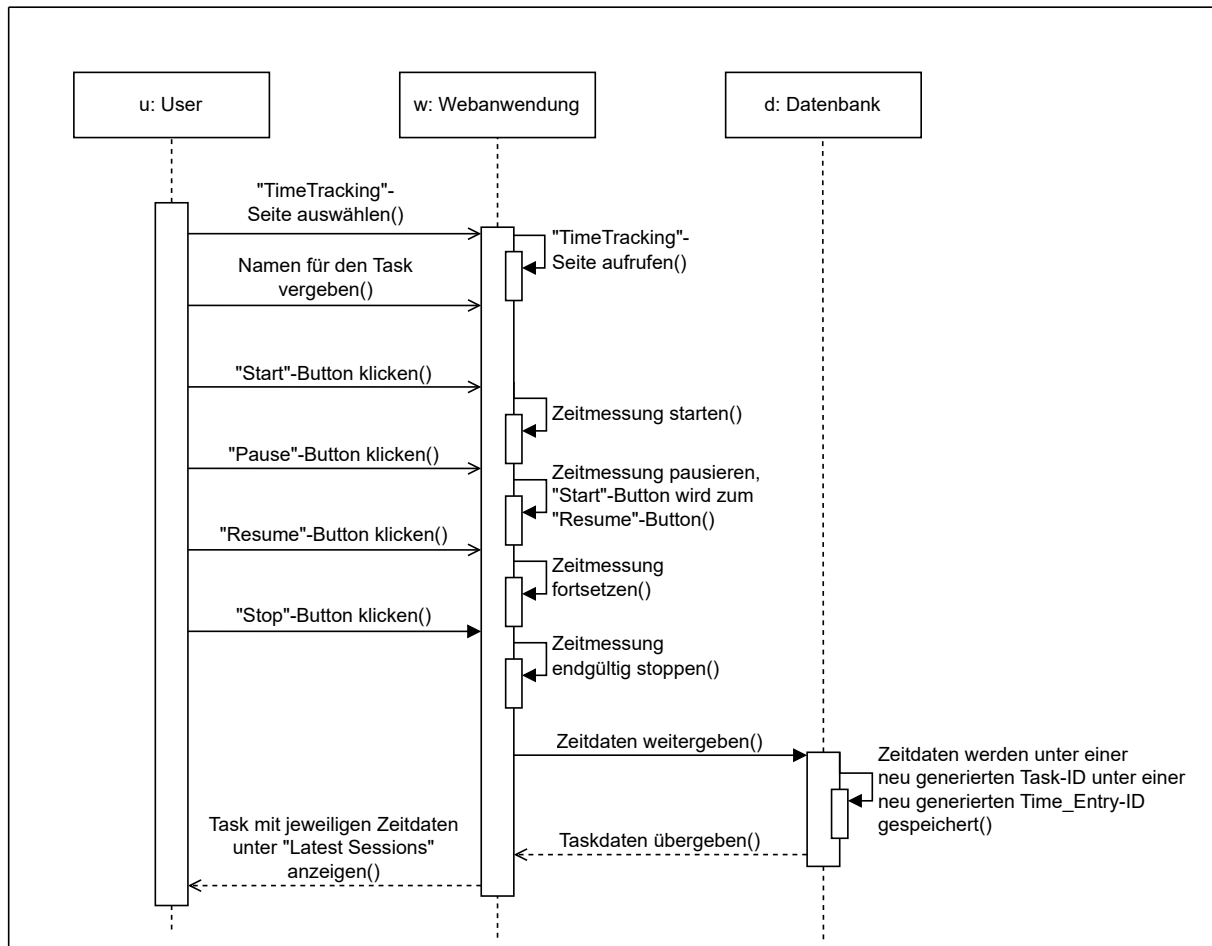 u: User
w: Webanwendung
d: Datenbank
"TimeTracking"-
Seite auswählen()
"TimeTracking"-
Seite aufrufen()
Namen für den Task
vergeben()
"Start"-Button klicken()
Zeitmessung starten()
"Pause"-Button klicken()
Zeitmessung pausieren,
"Start"-Button wird zum
"Resume"-Button()
"Resume"-Button klicken()
Zeitmessung
fortsetzen()
"Stop"-Button klicken()
Zeitmessung
endgültig stoppen()
Zeitdaten weitergeben()
Zeitdaten werden unter einer
neu generierten Task-ID unter einer
neu generierten Time_Entry-ID
gespeichert()
Taskdaten übergeben()
Task mit jeweiligen Zeitdaten
unter "Latest Sessions"
anzeigen()